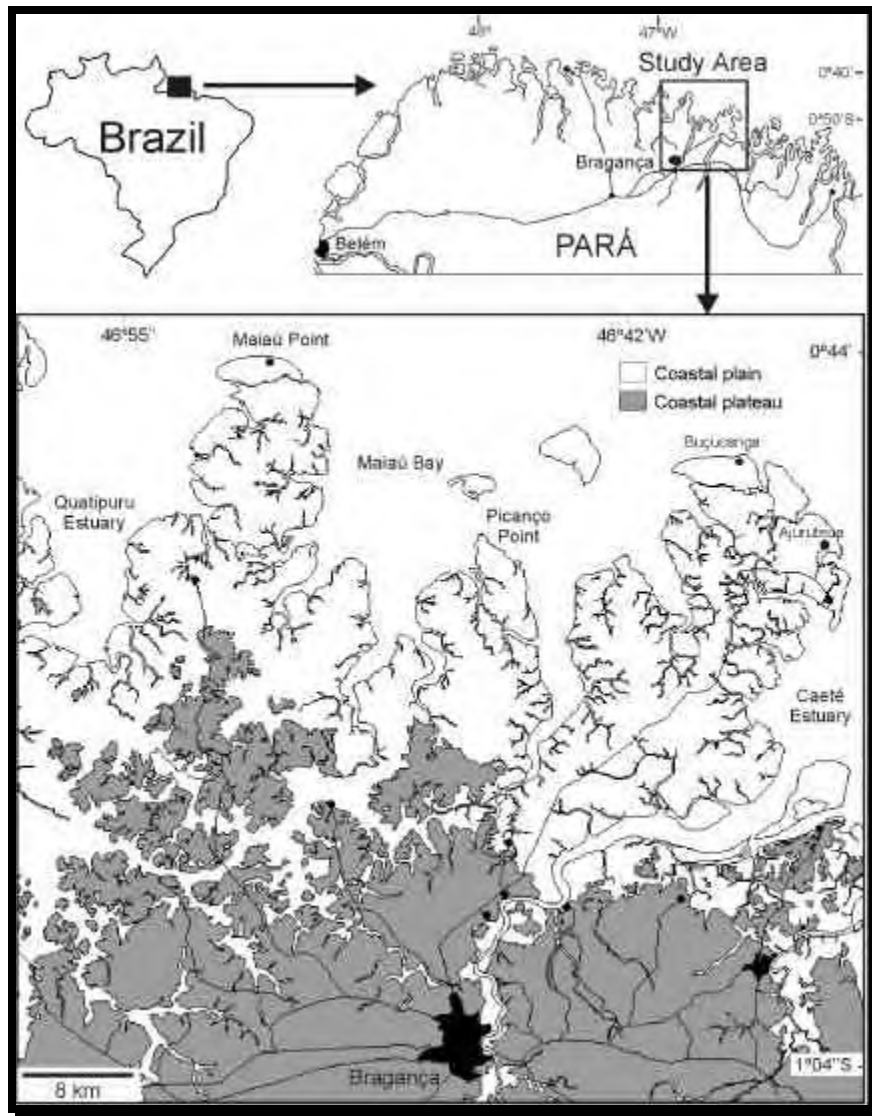 48°
47°W
Study Area
0°40'
0°50'S
Brazil
Bragança
Belém
PARÁ
46°55''
46°42'W
Maiaú Point
0°44'
Coastal plain
Coastal plateau
Buçucanga
Maiaú Bay
Quatipuru
Estuary
Picanço
Point
Ajuruteua
Caeté
Estuary
1°04''S
Bragança
8 km